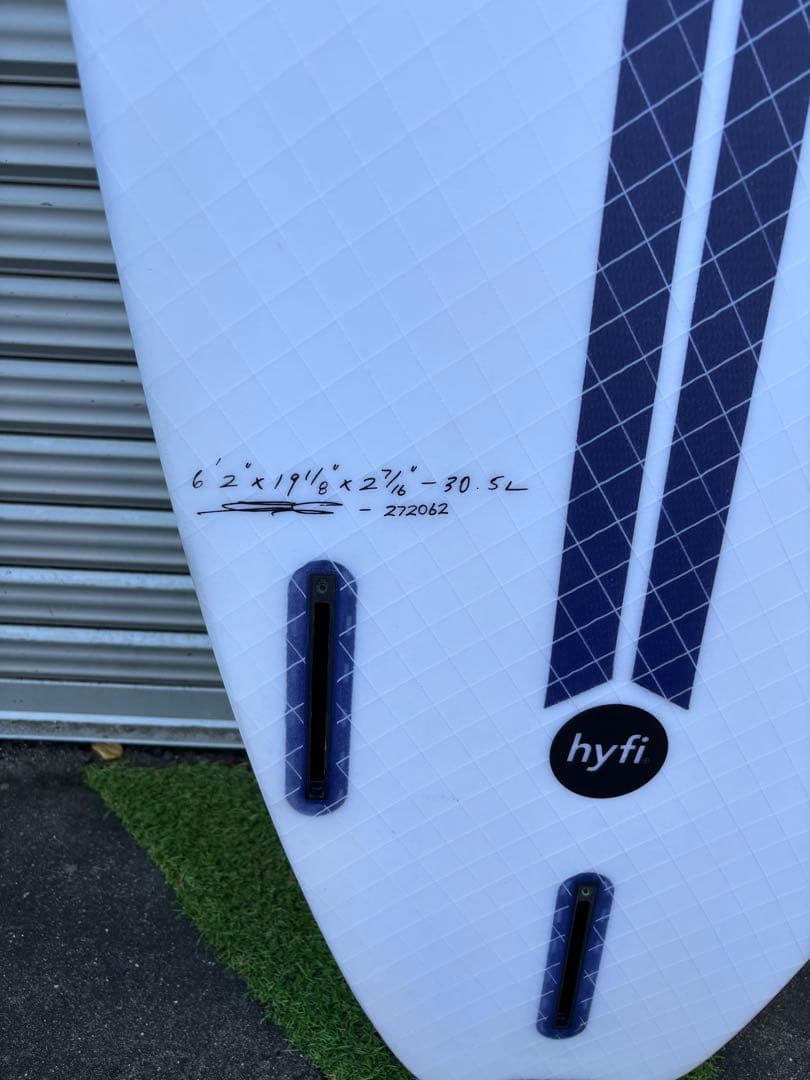 6'2" x 19 1/8" x 2 7/16" - 30.5L
- 272062
hyfi